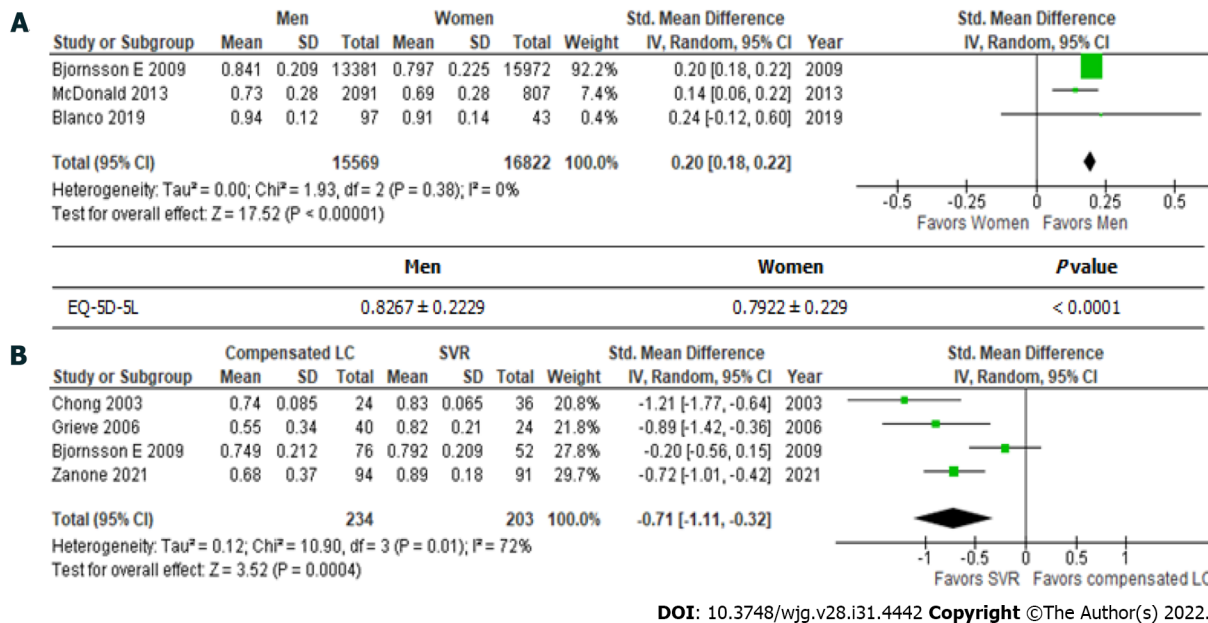 A
Men Women Std. Mean Difference Std. Mean Difference
Study or Subgroup Mean SD Total Mean SD Total Weight IV, Random, 95% CI Year IV, Random, 95% CI
Bjornsson E 2009 0.841 0.209 13381 0.797 0.225 15972 92.2% 0.20 [0.18, 0.22] 2009
McDonald 2013 0.73 0.28 2091 0.69 0.28 807 7.4% 0.14 [0.06, 0.22] 2013
Blanco 2019 0.94 0.12 97 0.91 0.14 43 0.4% 0.24 [-0.12, 0.60] 2019
Total (95% CI) 15569 16822 100.0% 0.20 [0.18, 0.22]
Heterogeneity: Tau² = 0.00; Chi² = 1.93, df = 2 (P = 0.38); I² = 0%
Test for overall effect: Z = 17.52 (P < 0.00001)
-0.5 -0.25 0 0.25 0.5
Favors Women Favors Men
Men Women P value
EQ-5D-5L 0.8267 ± 0.2229 0.7922 ± 0.229 < 0.0001
B
Compensated LC SVR Std. Mean Difference Std. Mean Difference
Study or Subgroup Mean SD Total Mean SD Total Weight IV, Random, 95% CI Year IV, Random, 95% CI
Chong 2003 0.74 0.085 24 0.83 0.065 36 20.8% -1.21 [-1.77, -0.64] 2003
Grieve 2006 0.55 0.34 40 0.82 0.21 24 21.8% -0.89 [-1.42, -0.36] 2006
Bjornsson E 2009 0.749 0.212 76 0.792 0.209 52 27.8% -0.20 [-0.56, 0.15] 2009
Zanone 2021 0.68 0.37 94 0.89 0.18 91 29.7% -0.72 [-1.01, -0.42] 2021
Total (95% CI) 234 203 100.0% -0.71 [-1.11, -0.32]
Heterogeneity: Tau² = 0.12; Chi² = 10.90, df = 3 (P = 0.01); I² = 72%
Test for overall effect: Z = 3.52 (P = 0.0004)
-1 -0.5 0 0.5 1
Favors SVR Favors compensated LC
DOI: 10.3748/wjg.v28.i31.4442 Copyright ©The Author(s) 2022.